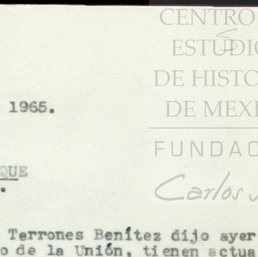 CENTRO
ESTUDIO
DE HISTO
DE MEXI
1965.
FUNDAC
QUE
Carlos
Terrones Benítez dijo ayer
o de la Unión, tienen actua